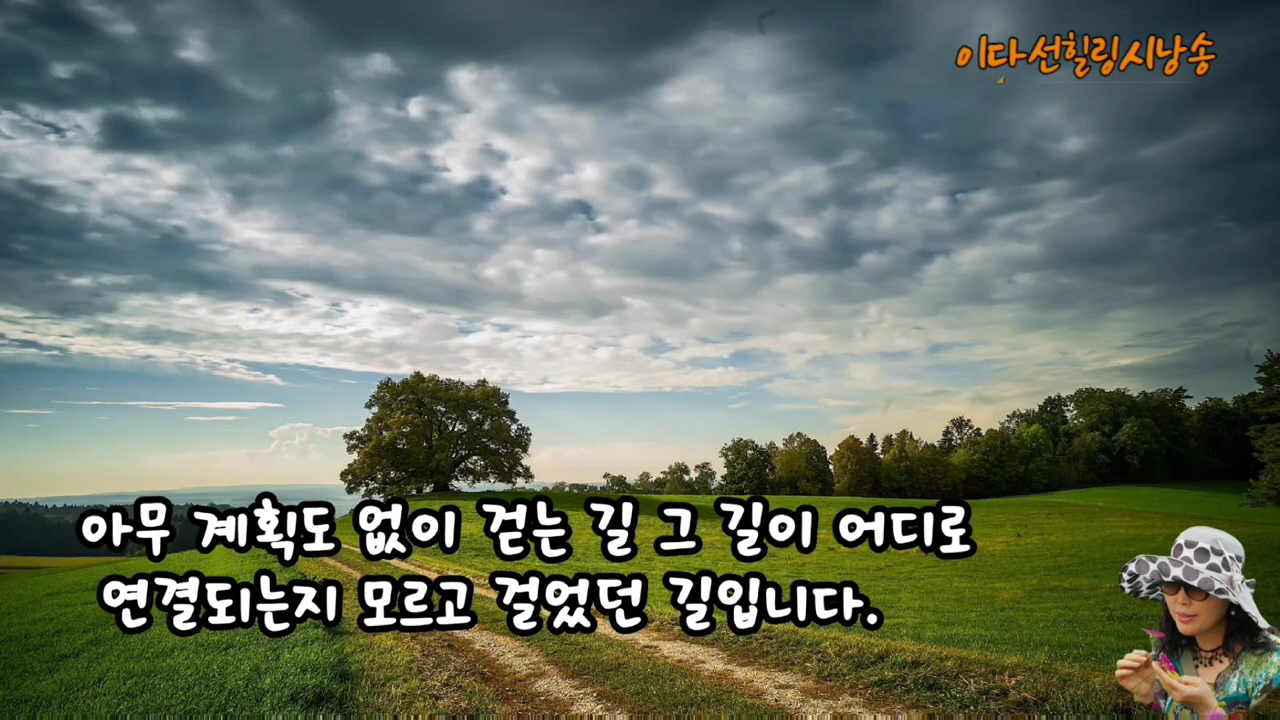 이다선힐링시낭송
아무 계획도 없이 걷는 길 그 길이 어디로
연결되는지 모르고 걸었던 길입니다.